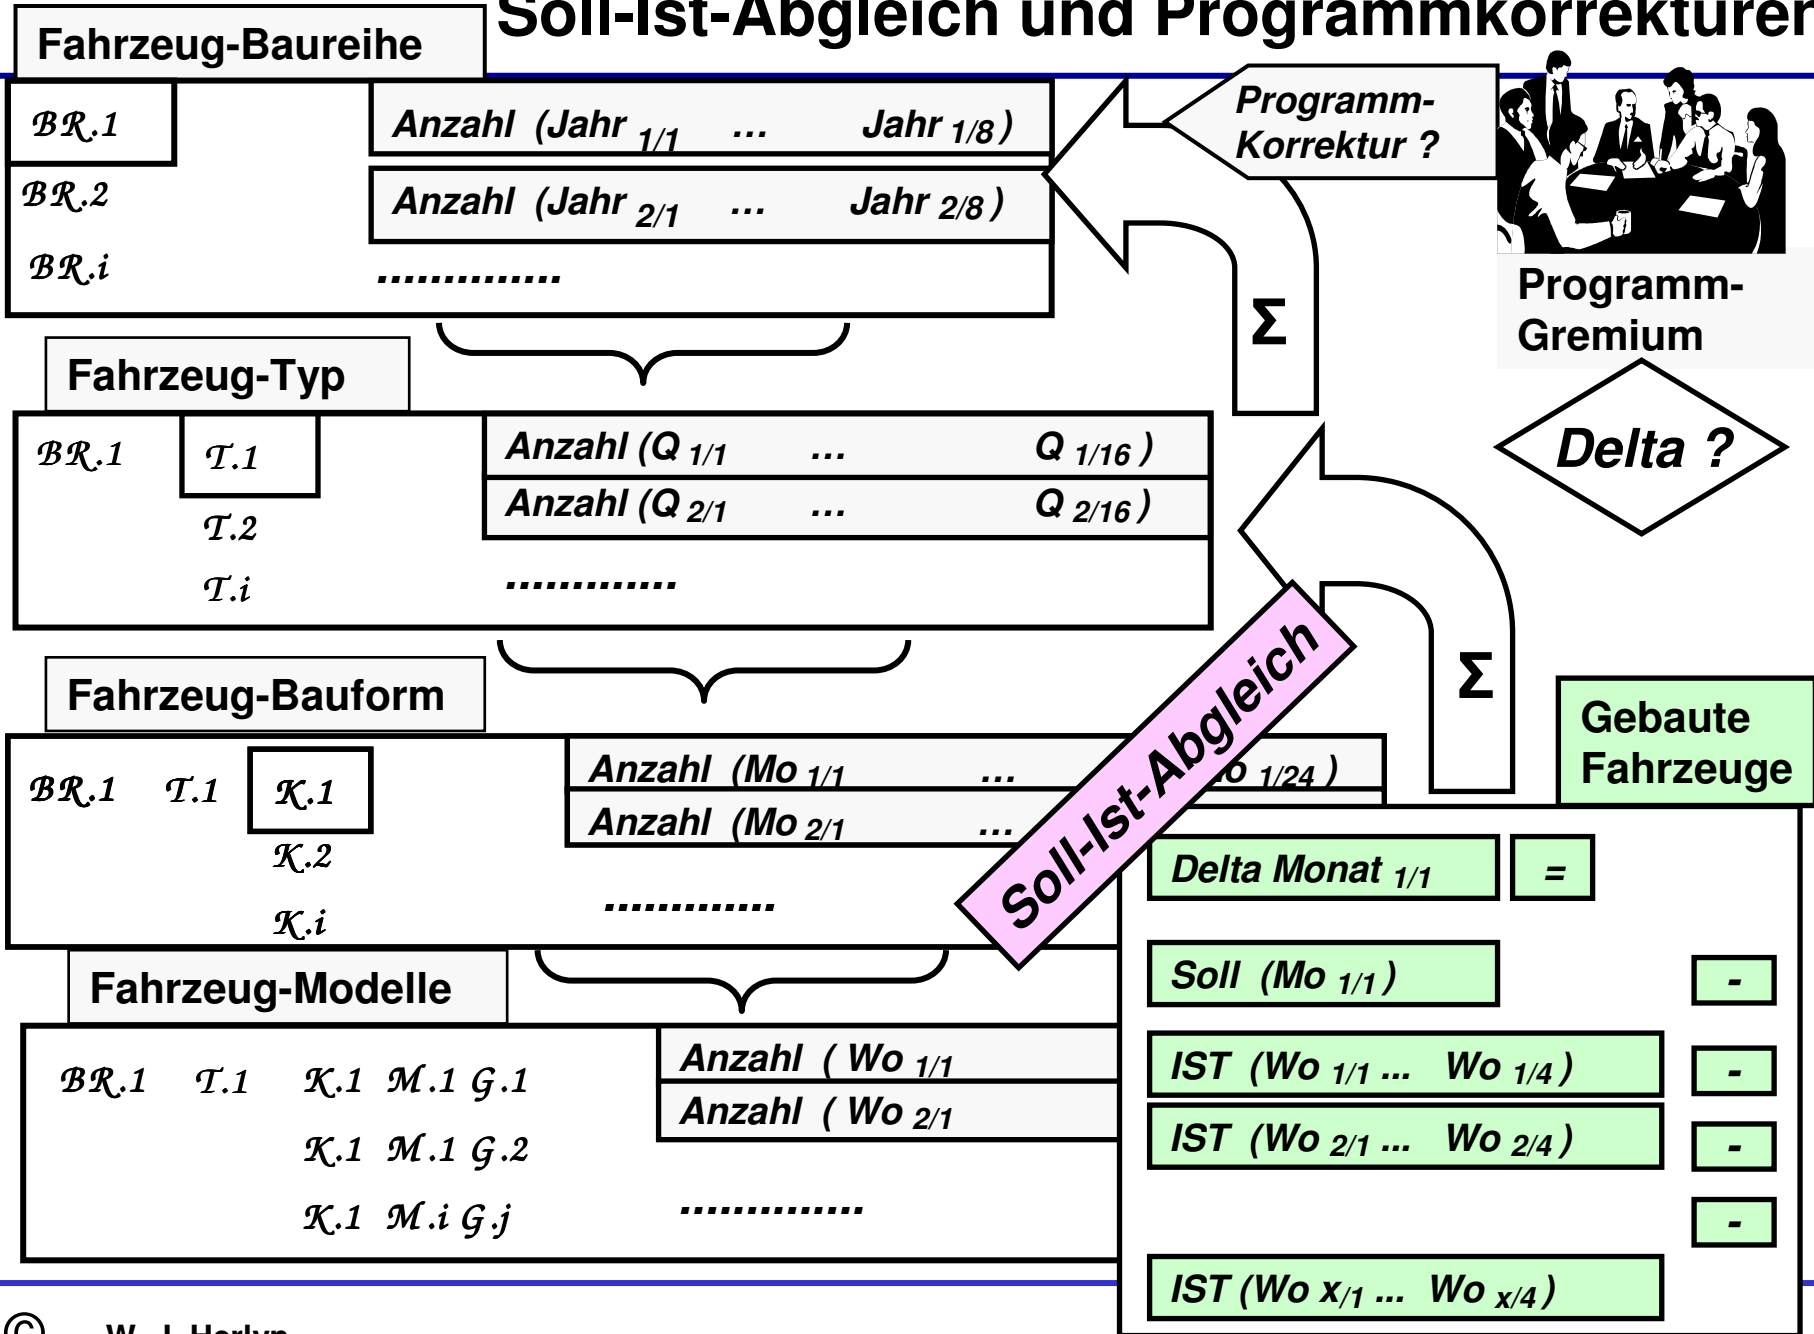 Soll-Ist-Abgleich und Programmkorrekturen
Fahrzeug-Baureihe
BR.1
Anzahl (Jahr 1/1 ... Jahr 1/8)
BR.2
Anzahl (Jahr 2/1 ... Jahr 2/8)
BR.i
..............
Programm-
Korrektur ?
Programm-
Gremium
Σ
Delta ?
Fahrzeug-Typ
BR.1 T.1
Anzahl (Q 1/1 ... Q 1/16)
T.2
Anzahl (Q 2/1 ... Q 2/16)
T.i
.............
Σ
Soll-Ist-Abgleich
Fahrzeug-Bauform
BR.1 T.1 K.1
Anzahl (Mo 1/1 ... Mo 1/24)
K.2
Anzahl (Mo 2/1 ...
K.i
.............
Fahrzeug-Modelle
BR.1 T.1 K.1 M.1 G.1
Anzahl ( Wo 1/1
Anzahl ( Wo 2/1
K.1 M.1 G.2
K.1 M.i G.j
..............
Gebaute
Fahrzeuge
Delta Monat 1/1 =
Soll (Mo 1/1) -
IST (Wo 1/1 ... Wo 1/4) -
IST (Wo 2/1 ... Wo 2/4) -
-
IST (Wo x/1 ... Wo x/4)
© W. J. Herlyn